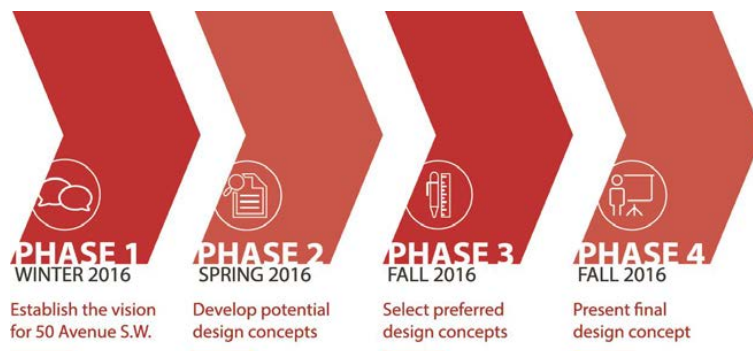 PHASE 1
WINTER 2016
Establish the vision
for 50 Avenue S.W.
PHASE 2
SPRING 2016
Develop potential
design concepts
PHASE 3
FALL 2016
Select preferred
design concepts
PHASE 4
FALL 2016
Present final
design concept